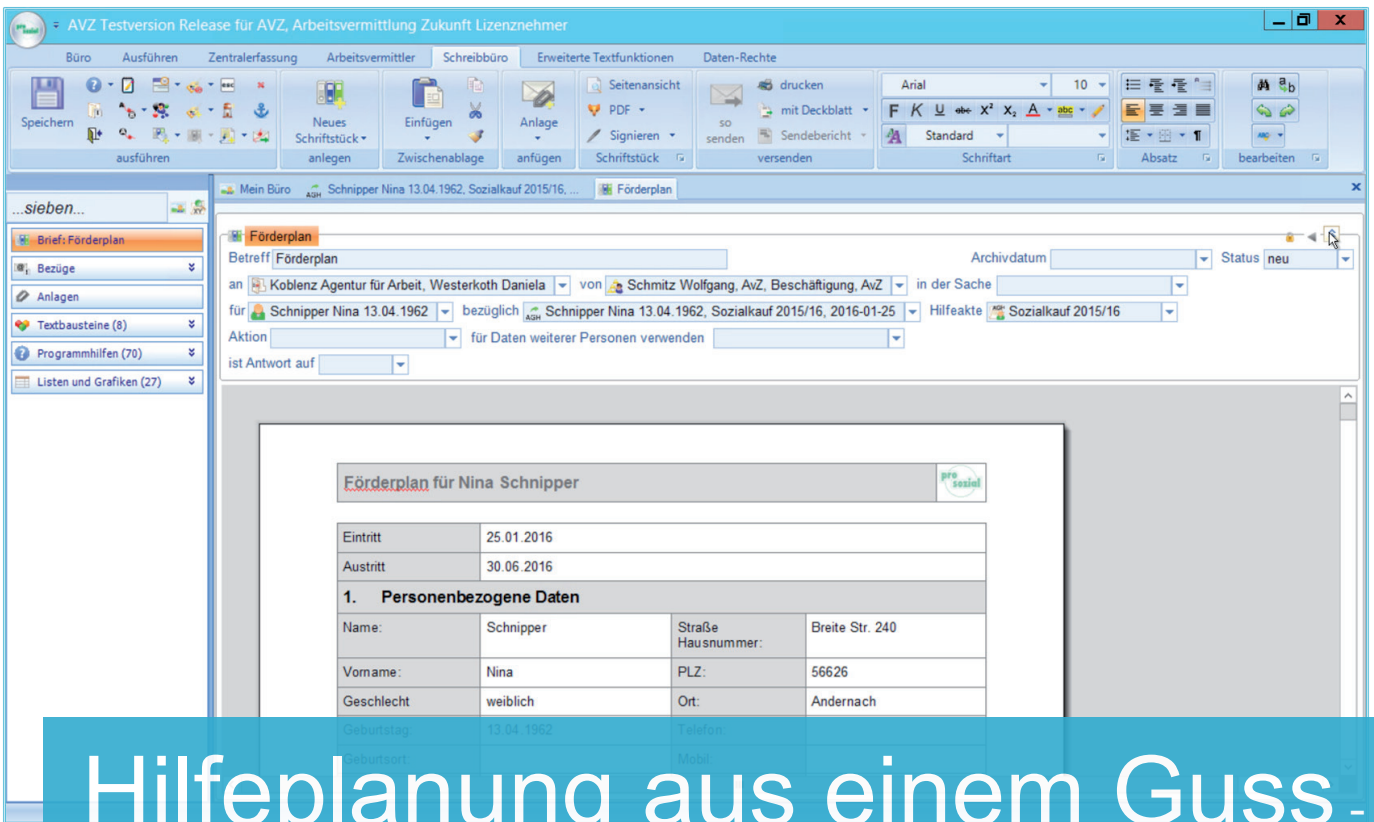 AVZ Testversion Release für AVZ, Arbeitsvermittlung Zukunft Lizenznehmer
Büro Ausführen Zentralerfassung Arbeitsvermittler Schreibbüro Erweiterte Textfunktionen Daten-Rechte
Seitenansicht drucken Arial 10
Speichern Neues Schriftstück Einfügen Anlage PDF so senden mit Deckblatt F K U abc X² X₂ A abc
Signieren Sendebericht Standard
ausführen anlegen Zwischenablage anfügen Schriftstück versenden Schriftart Absatz bearbeiten
Mein Büro AGH Schnipper Nina 13.04.1962, Sozialkauf 2015/16, ... Förderplan
...sieben...
Brief: Förderplan
Bezüge
Anlagen
Textbausteine (8)
Programmhilfen (70)
Listen und Grafiken (27)
Förderplan
Betreff Förderplan Archivdatum Status neu
an Koblenz Agentur für Arbeit, Westerkoth Daniela von Schmitz Wolfgang, AvZ, Beschäftigung, AvZ in der Sache
für Schnipper Nina 13.04.1962 bezüglich AGH Schnipper Nina 13.04.1962, Sozialkauf 2015/16, 2016-01-25 Hilfeakte Sozialkauf 2015/16
Aktion für Daten weiterer Personen verwenden
ist Antwort auf
Förderplan für Nina Schnipper pro sozial
Eintritt 25.01.2016
Austritt 30.06.2016
1. Personenbezogene Daten
Name: Schnipper Straße Hausnummer: Breite Str. 240
Vorname: Nina PLZ: 56626
Geschlecht weiblich Ort: Andernach
Geburtstag: 13.04.1962 Telefon:
Geburtsort: Mobil:
Hilfeplanung aus einem Guss -